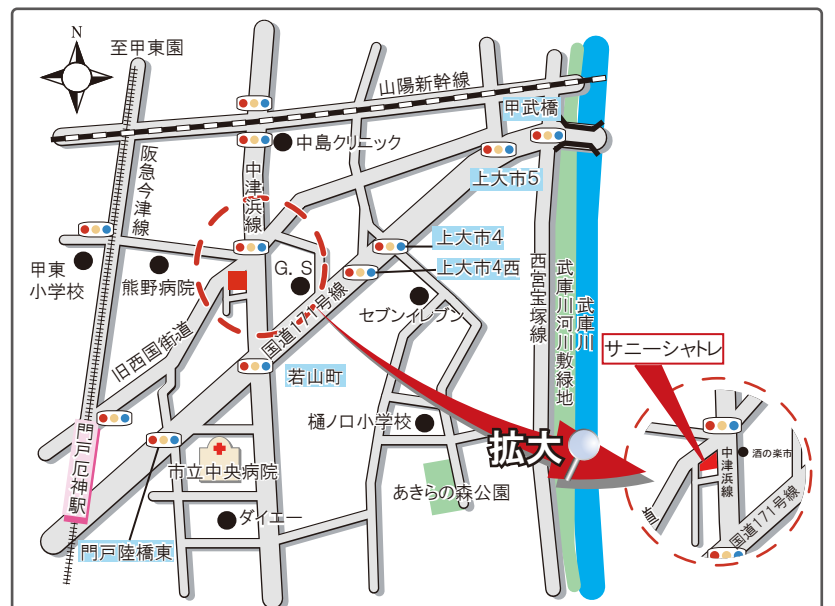 N
至甲東園
山陽新幹線
甲武橋
中島クリニック
阪急今津線
中津浜線
上大市5
上大市4
上大市4西
甲東
小学校
熊野病院
G.S
セブンイレブン
西宮宝塚線
武庫川河川敷緑地
武庫川
国道171号線
旧西国街道
若山町
サニーシャトレ
樋ノ口小学校
拡大
門戸厄神駅
市立中央病院
あきらの森公園
ダイエー
門戸陸橋東
酒の楽市
中津浜線
国道171号線